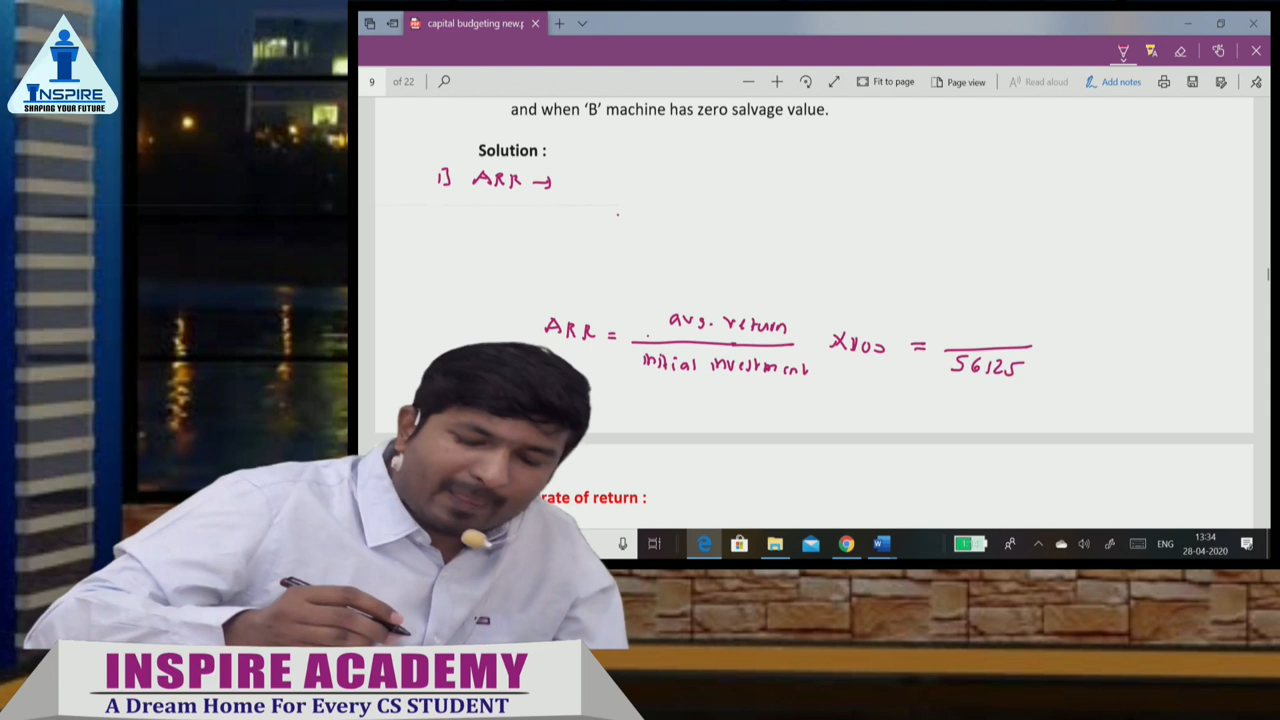 INSPIRE
SHAPING YOUR FUTURE
capital budgeting new.p
9 of 22
Fit to page
Page view
Read aloud
Add notes
and when ‘B’ machine has zero salvage value.
Solution :
1] ARR →
ARR = avg. return
initial investment
X100 =
56125
rate of return :
ENG
13:34
28-04-2020
INSPIRE ACADEMY
A Dream Home For Every CS STUDENT